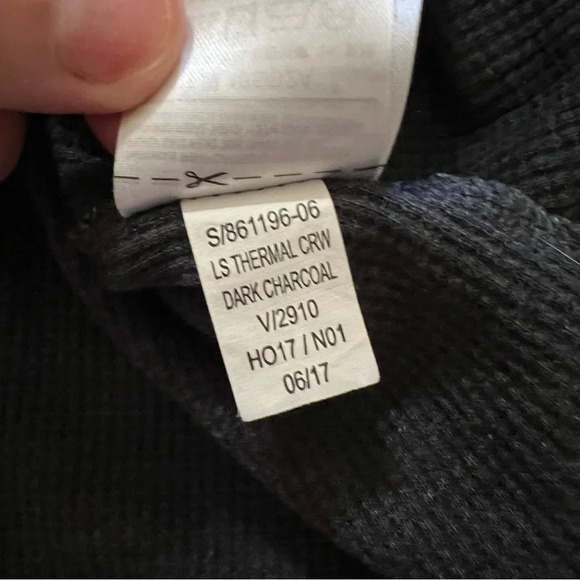 S/861196-06
LS THERMAL CRW
DARK CHARCOAL
V/2910
HO17 / N01
06/17